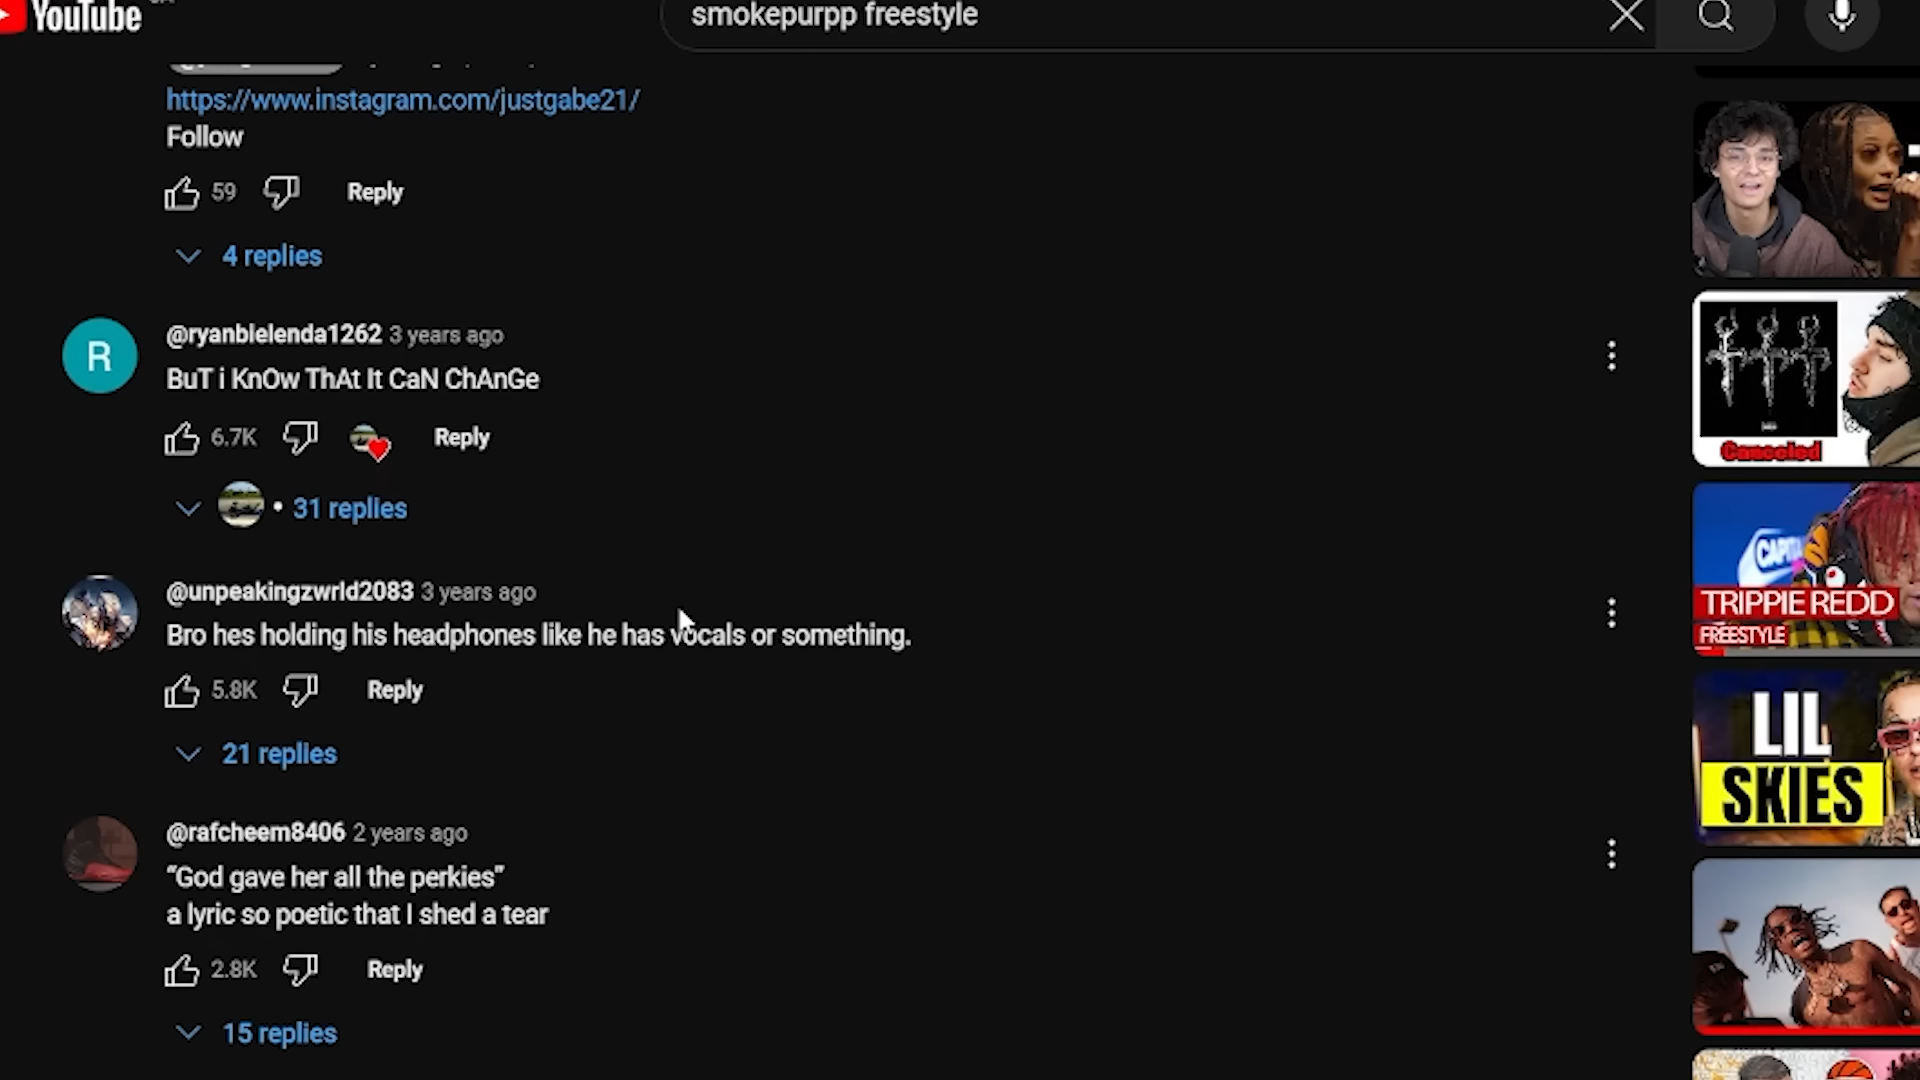 YouTube
smokepurpp freestyle
https://www.instagram.com/justgabe21/
Follow
59
Reply
4 replies
R
@ryanbielenda1262 3 years ago
BuT i KnOw ThAt It CaN ChAnGe
6.7K
Reply
• 31 replies
@unpeakingzwrld2083 3 years ago
Bro hes holding his headphones like he has vocals or something.
5.8K
Reply
21 replies
@rafcheem8406 2 years ago
“God gave her all the perkies”
a lyric so poetic that I shed a tear
2.8K
Reply
15 replies
Canceled
TRIPPIE REDD
FREESTYLE
LIL
SKIES